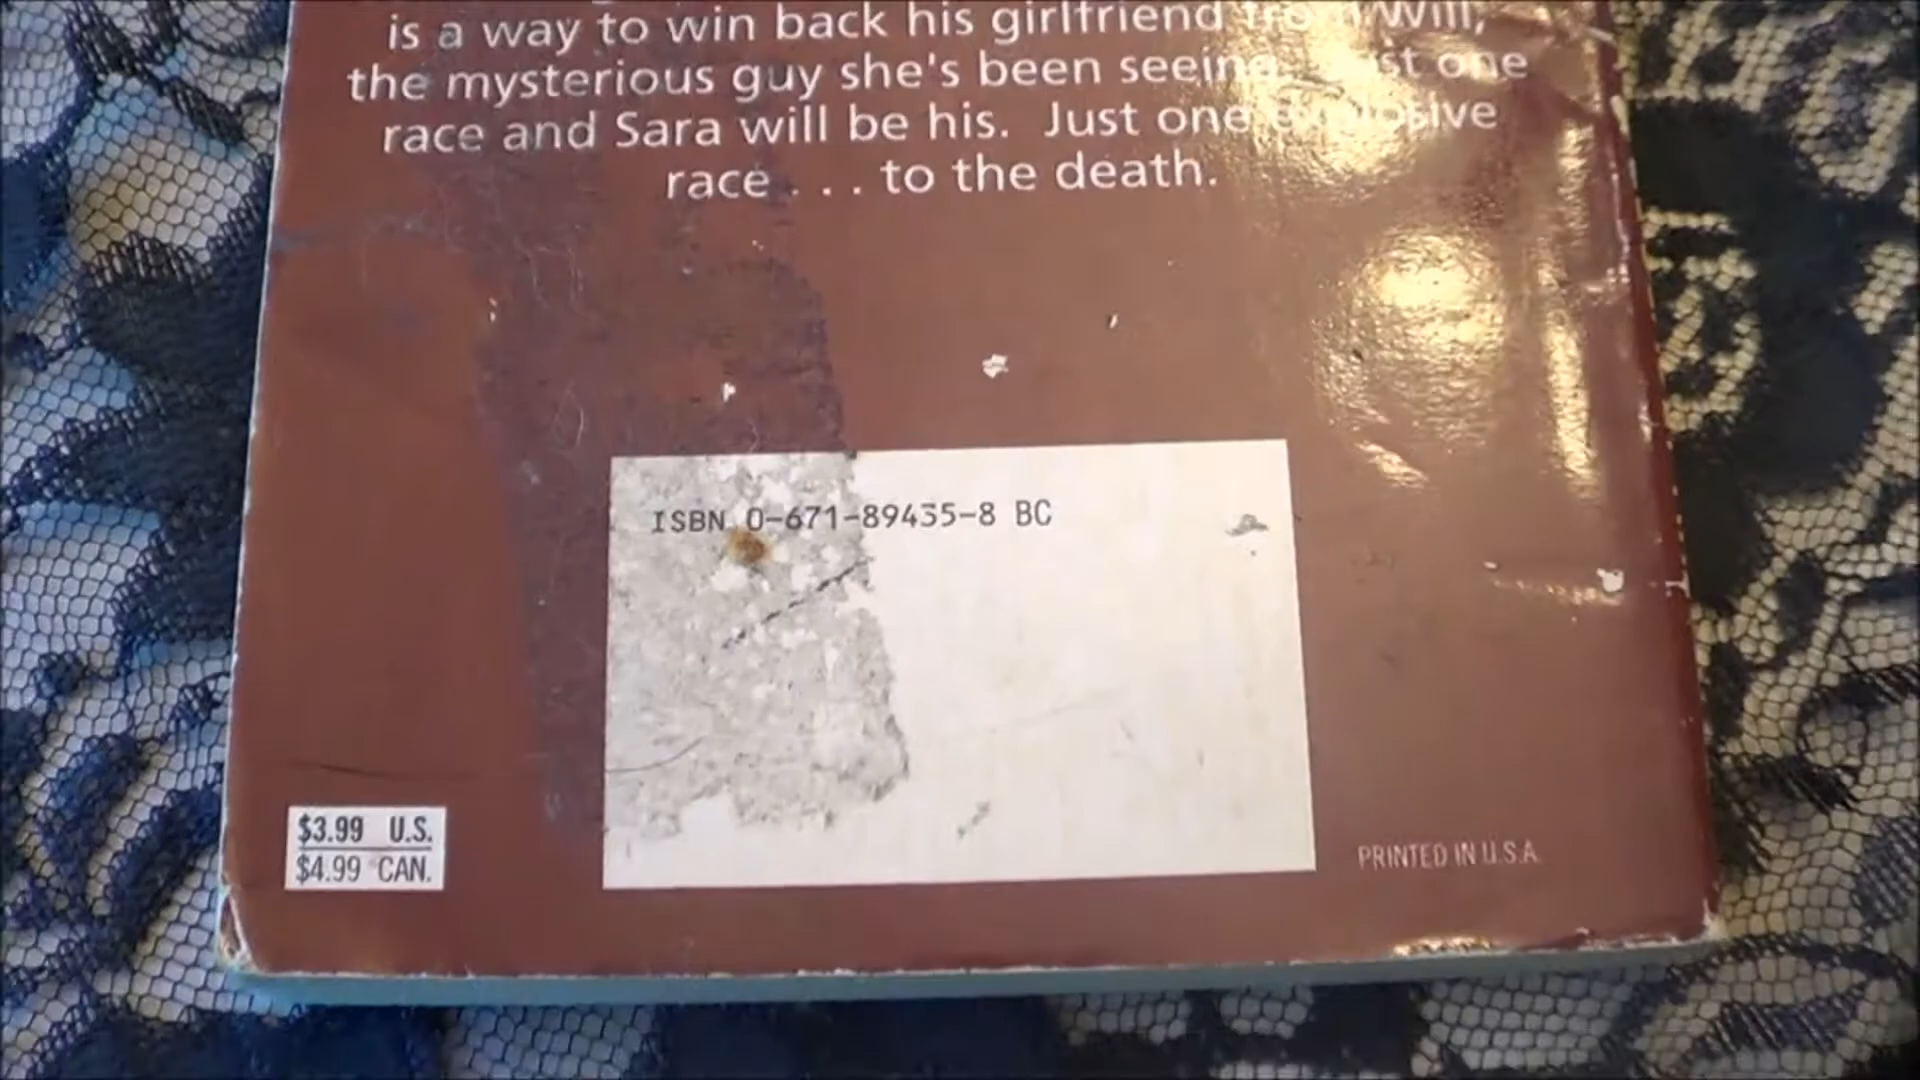 is a way to win back his girlfriend from Will,
the mysterious guy she's been seeing. Just one
race and Sara will be his. Just one explosive
race . . . to the death.
ISBN 0-671-89435-8 BC
$3.99 U.S.
$4.99 CAN.
PRINTED IN U.S.A.